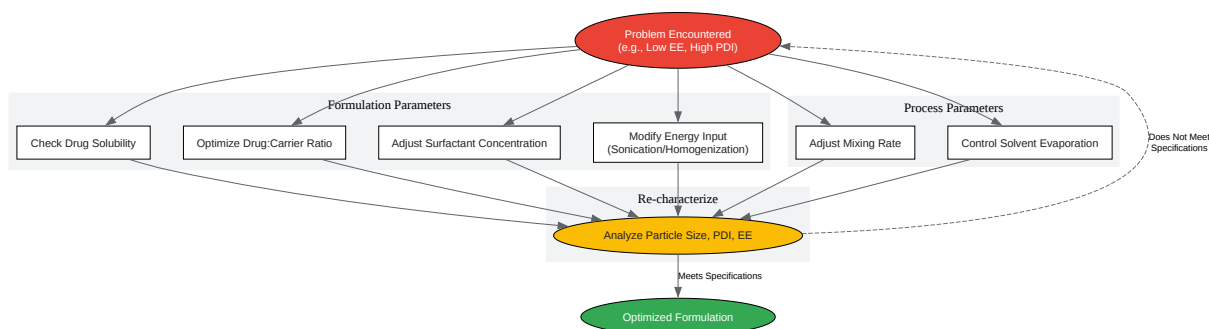 Problem Encountered
(e.g., Low EE, High PDI)
Formulation Parameters
Process Parameters
Check Drug Solubility
Optimize Drug:Carrier Ratio
Adjust Surfactant Concentration
Modify Energy Input
(Sonication/Homogenization)
Adjust Mixing Rate
Control Solvent Evaporation
Does Not Meet
Specifications
Re-characterize
Analyze Particle Size, PDI, EE
Meets Specifications
Optimized Formulation